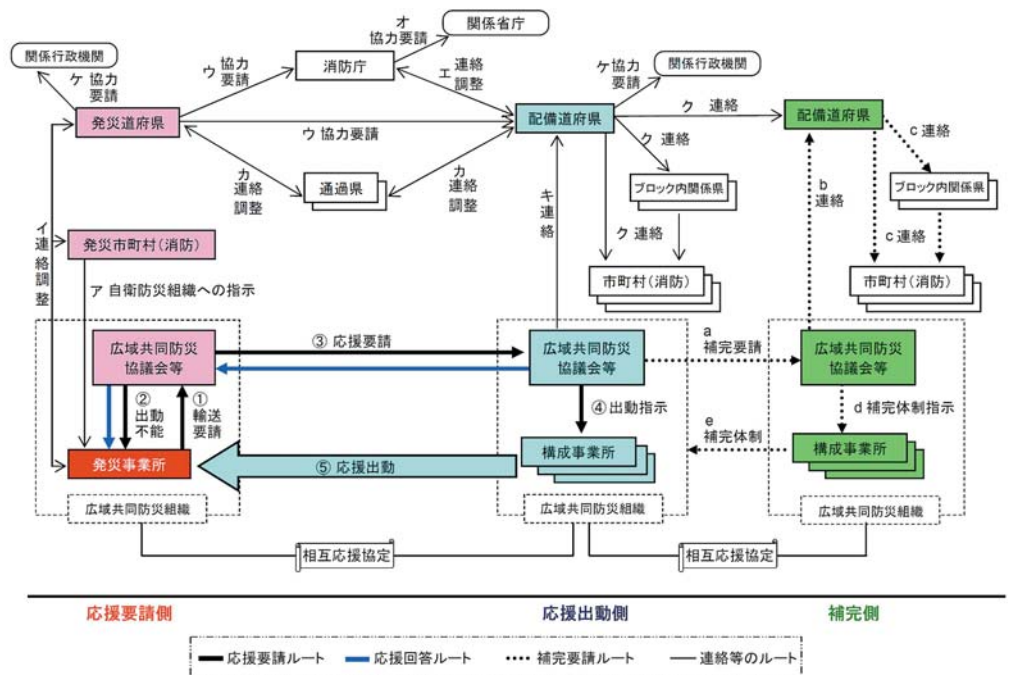 オ
協力要請
関係省庁
関係行政機関
ケ 協力
要請
ウ 協力
要請
消防庁
エ 連絡
調整
ケ 協力
要請
関係行政機関
発災道府県
ウ 協力要請
配備道府県
ク 連絡
配備道府県
ク 連絡
c 連絡
カ
連絡
調整
通過県
カ
連絡
調整
キ
連絡
ブロック内関係県
b
連絡
ブロック内関係県
イ
連絡
調整
発災市町村(消防)
ク 連絡
c 連絡
ア 自衛防災組織への指示
市町村(消防)
市町村(消防)
広域共同防災
協議会等
③ 応援要請
広域共同防災
協議会等
a
補完要請
広域共同防災
協議会等
②
出動
不能
①
輸送
要請
④ 出動指示
d 補完体制指示
発災事業所
⑤ 応援出動
構成事業所
e
補完体制
構成事業所
広域共同防災組織
広域共同防災組織
広域共同防災組織
相互応援協定
相互応援協定
応援要請側
応援出動側
補完側
応援要請ルート
応援回答ルート
補完要請ルート
連絡等のルート